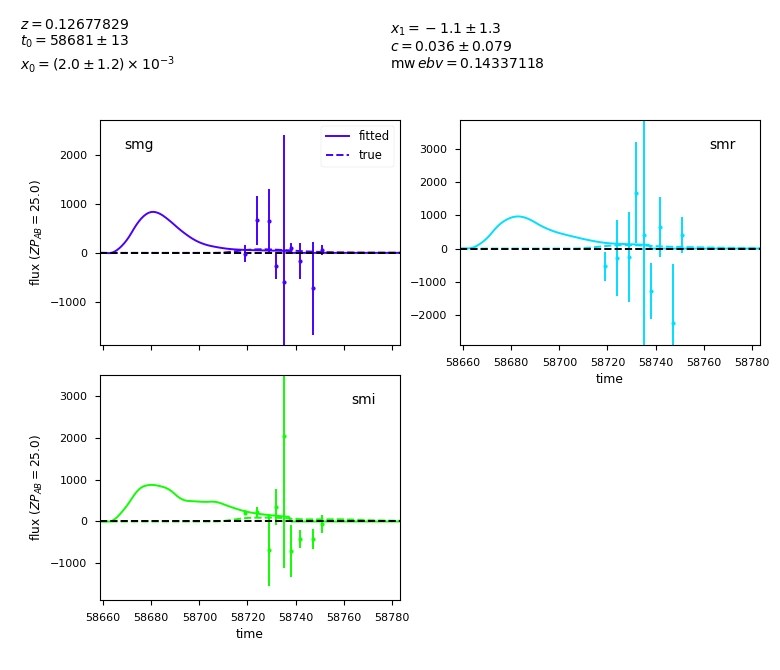 z = 0.12677829
t₀ = 58681 ± 13
x₀ = (2.0 ± 1.2) × 10⁻³
x₁ = −1.1 ± 1.3
c = 0.036 ± 0.079
mw ebv = 0.14337118
smg
fitted
true
2000
1000
0
−1000
flux (ZP_AB = 25.0)
smr
3000
2000
1000
0
−1000
−2000
58660 58680 58700 58720 58740 58760 58780
time
smi
3000
2000
1000
0
−1000
flux (ZP_AB = 25.0)
58660 58680 58700 58720 58740 58760 58780
time